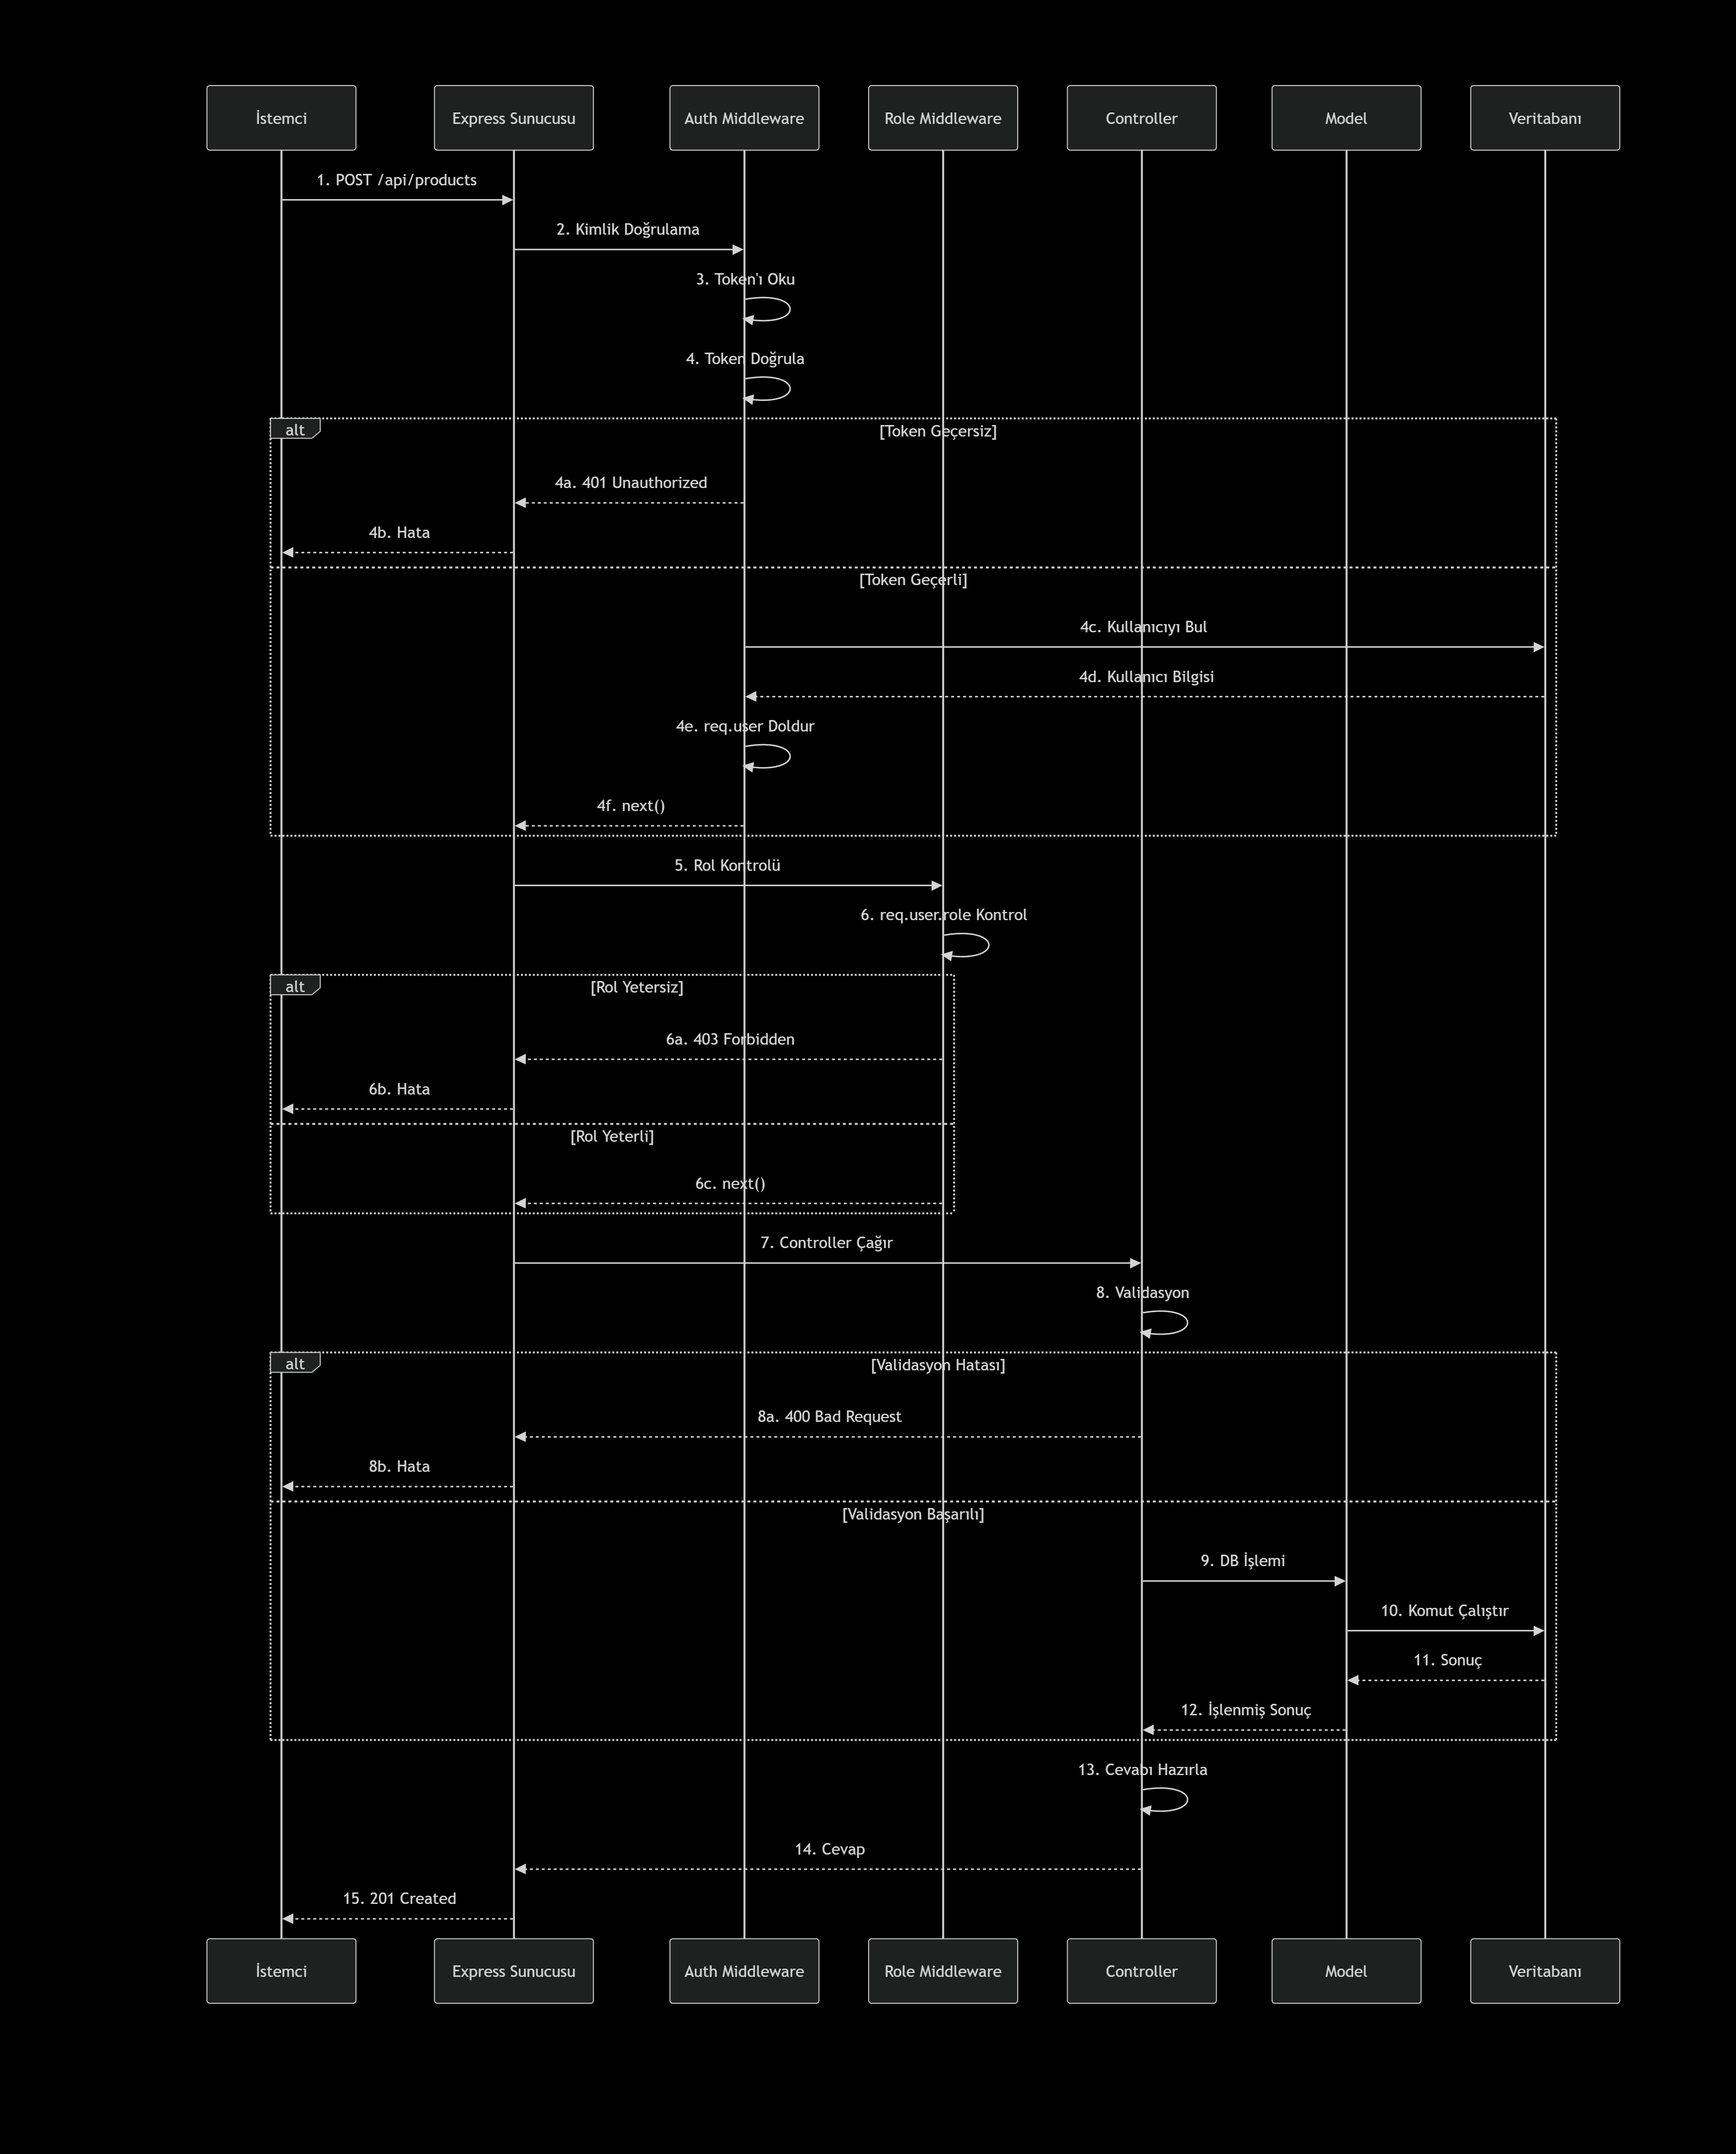 İstemci
Express Sunucusu
Auth Middleware
Role Middleware
Controller
Model
Veritabanı
1. POST /api/products
2. Kimlik Doğrulama
3. Token'ı Oku
4. Token Doğrula
alt
[Token Geçersiz]
4a. 401 Unauthorized
4b. Hata
[Token Geçerli]
4c. Kullanıcıyı Bul
4d. Kullanıcı Bilgisi
4e. req.user Doldur
4f. next()
5. Rol Kontrolü
6. req.user.role Kontrol
alt
[Rol Yetersiz]
6a. 403 Forbidden
6b. Hata
[Rol Yeterli]
6c. next()
7. Controller Çağır
8. Validasyon
alt
[Validasyon Hatası]
8a. 400 Bad Request
8b. Hata
[Validasyon Başarılı]
9. DB İşlemi
10. Komut Çalıştır
11. Sonuç
12. İşlenmiş Sonuç
13. Cevabı Hazırla
14. Cevap
15. 201 Created
İstemci
Express Sunucusu
Auth Middleware
Role Middleware
Controller
Model
Veritabanı